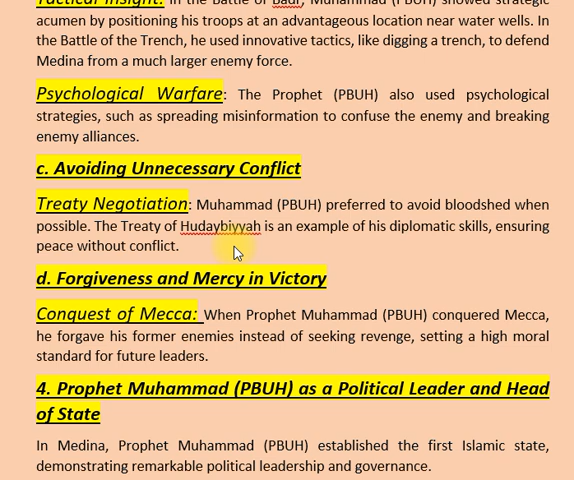 Tactical Insight: In the Battle of Badr, Muhammad (PBUH) showed strategic
acumen by positioning his troops at an advantageous location near water wells. In
the Battle of the Trench, he used innovative tactics, like digging a trench, to defend
Medina from a much larger enemy force.
Psychological Warfare: The Prophet (PBUH) also used psychological
strategies, such as spreading misinformation to confuse the enemy and breaking
enemy alliances.
c. Avoiding Unnecessary Conflict
Treaty Negotiation: Muhammad (PBUH) preferred to avoid bloodshed when
possible. The Treaty of Hudaybiyyah is an example of his diplomatic skills, ensuring
peace without conflict.
d. Forgiveness and Mercy in Victory
Conquest of Mecca: When Prophet Muhammad (PBUH) conquered Mecca,
he forgave his former enemies instead of seeking revenge, setting a high moral
standard for future leaders.
4. Prophet Muhammad (PBUH) as a Political Leader and Head
of State
In Medina, Prophet Muhammad (PBUH) established the first Islamic state,
demonstrating remarkable political leadership and governance.